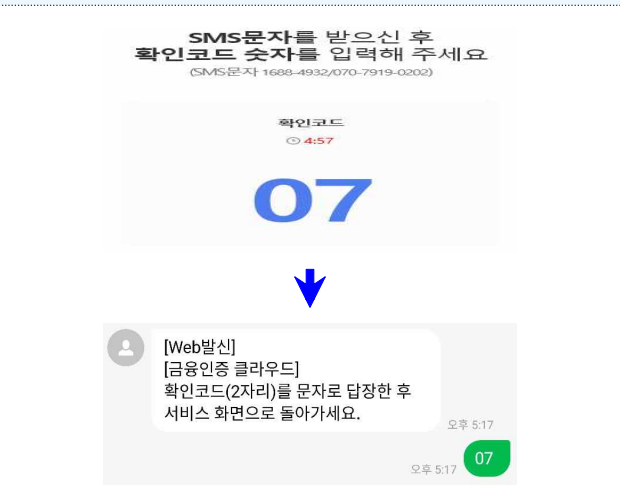 SMS문자를 받으신 후
확인코드 숫자를 입력해 주세요
(SMS문자 1688-4932/070-7919-0202)
확인코드
4:57
07
[Web발신]
[금융인증 클라우드]
확인코드(2자리)를 문자로 답장한 후
서비스 화면으로 돌아가세요.
오후 5:17
07
오후 5:17